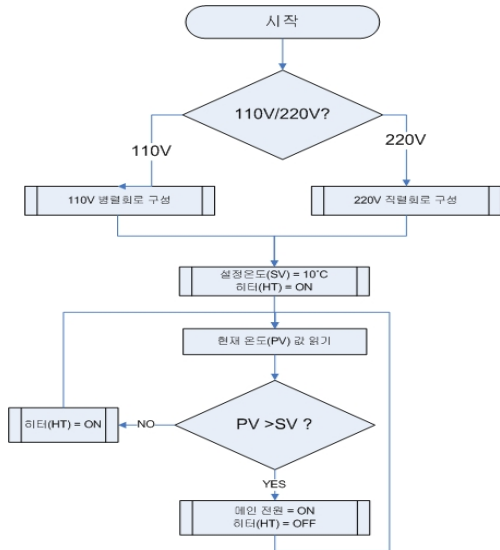 시작
110V/220V?
110V
220V
110V 병렬회로 구성
220V 직렬회로 구성
설정온도(SV) = 10℃
히터(HT) = ON
현재 온도(PV) 값 읽기
PV >SV ?
NO
히터(HT) = ON
YES
메인 전원 = ON
히터(HT) = OFF